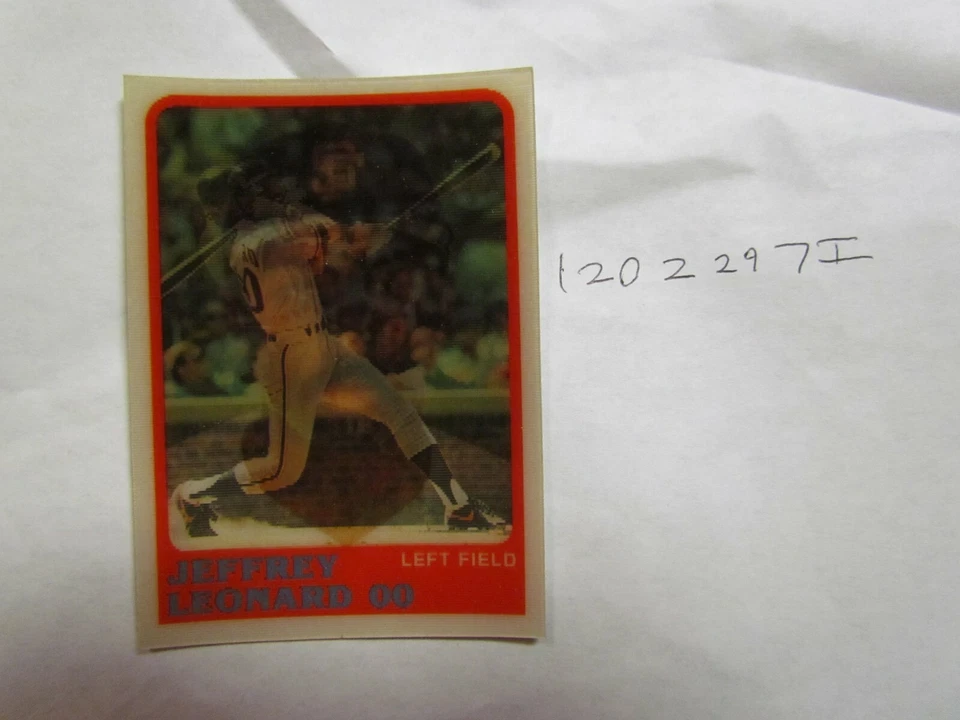 1202297I
LEFT FIELD
JEFFREY
LEONARD 00